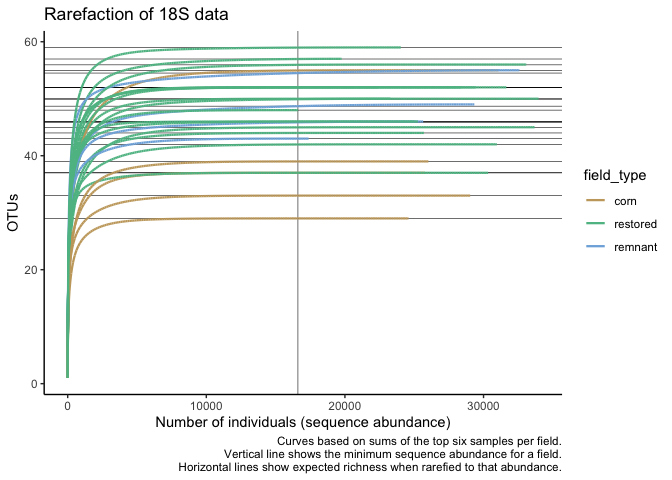 Rarefaction of 18S data
60
40
20
0
OTUs
0 10000 20000 30000
Number of individuals (sequence abundance)
field_type
corn
restored
remnant
Curves based on sums of the top six samples per field.
Vertical line shows the minimum sequence abundance for a field.
Horizontal lines show expected richness when rarefied to that abundance.